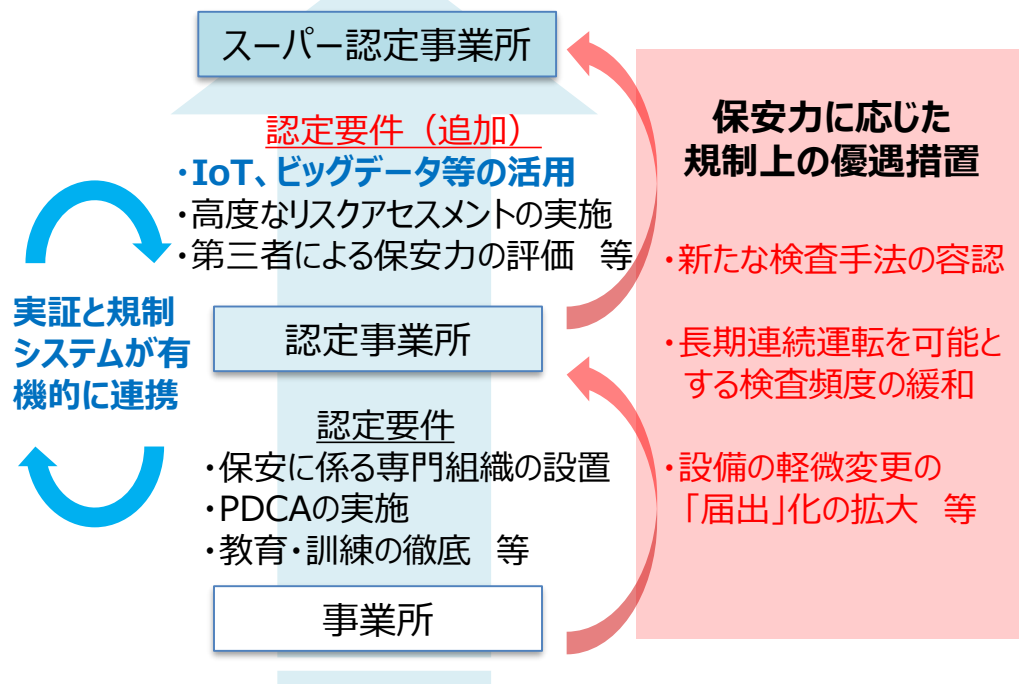 スーパー認定事業所
認定要件（追加）
・IoT、ビッグデータ等の活用
・高度なリスクアセスメントの実施
・第三者による保安力の評価　等
実証と規制
システムが有
機的に連携
認定事業所
認定要件
・保安に係る専門組織の設置
・PDCAの実施
・教育・訓練の徹底　等
事業所
保安力に応じた
規制上の優遇措置
・新たな検査手法の容認
・長期連続運転を可能と
する検査頻度の緩和
・設備の軽微変更の
「届出」化の拡大　等